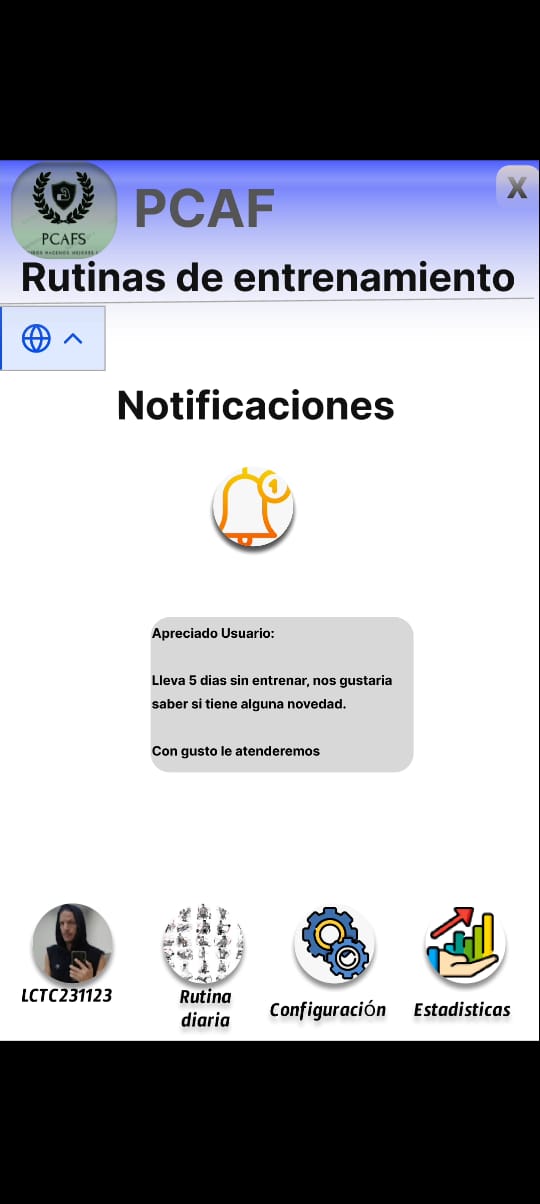 PCAFS
PCAF
X
Rutinas de entrenamiento
Notificaciones
1
Apreciado Usuario:
Lleva 5 dias sin entrenar, nos gustaria
saber si tiene alguna novedad.
Con gusto le atenderemos
LCTC231123
Rutina
diaria
Configuración
Estadisticas